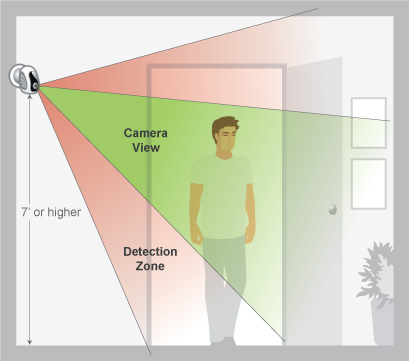 Camera
View
7' or higher
Detection
Zone